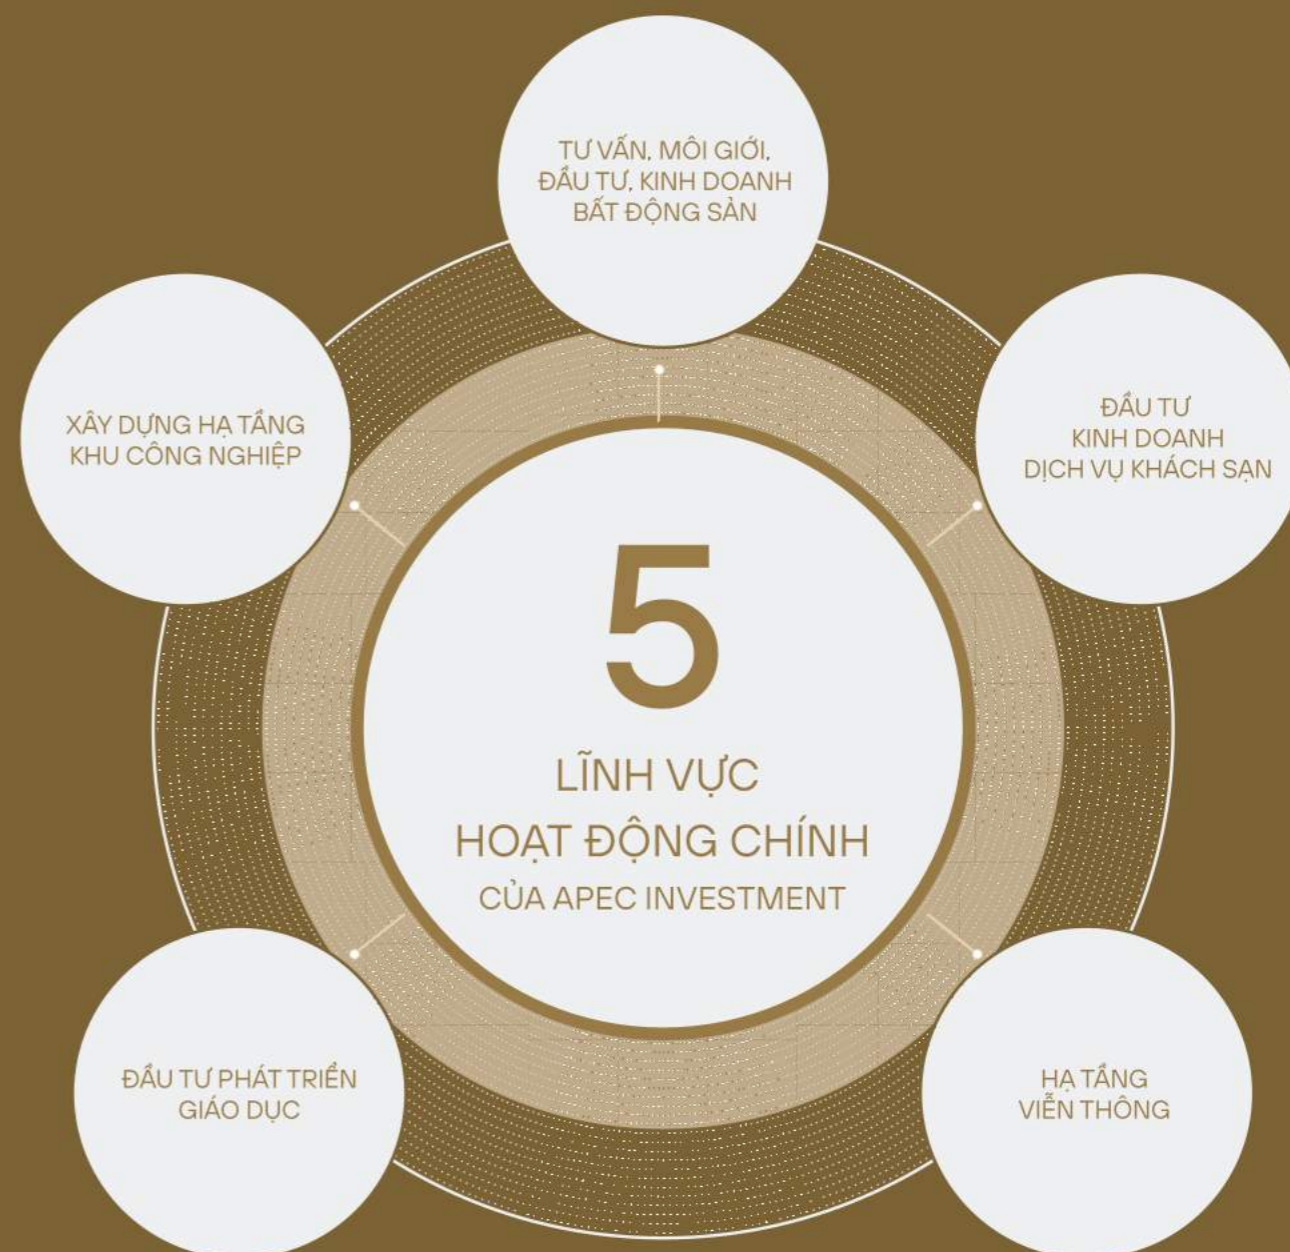 TƯ VẤN, MÔI GIỚI,
ĐẦU TƯ, KINH DOANH
BẤT ĐỘNG SẢN
XÂY DỰNG HẠ TẦNG
KHU CÔNG NGHIỆP
ĐẦU TƯ
KINH DOANH
DỊCH VỤ KHÁCH SẠN
5
LĨNH VỰC
HOẠT ĐỘNG CHÍNH
CỦA APEC INVESTMENT
ĐẦU TƯ PHÁT TRIỂN
GIÁO DỤC
HẠ TẦNG
VIỄN THÔNG